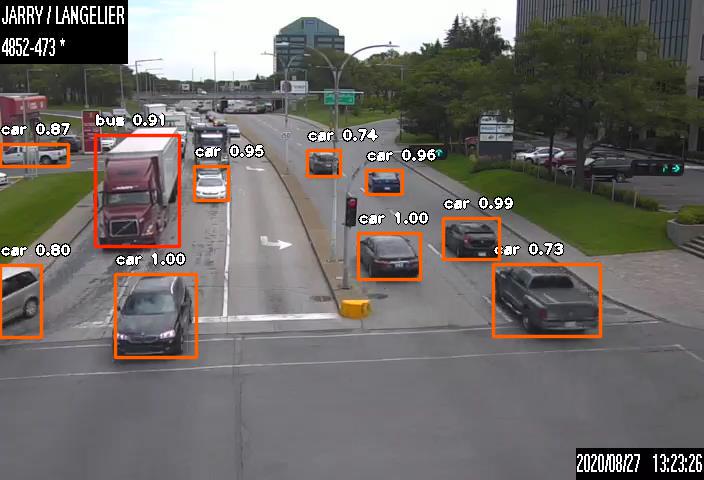 JARRY / LANGELIER
4852-473 *
bus 0.91
car 0.87
car 0.74
car 0.95
car 0.96
car 0.99
car 1.00
car 0.80
car 0.73
car 1.00
2020/08/27 13:23:26